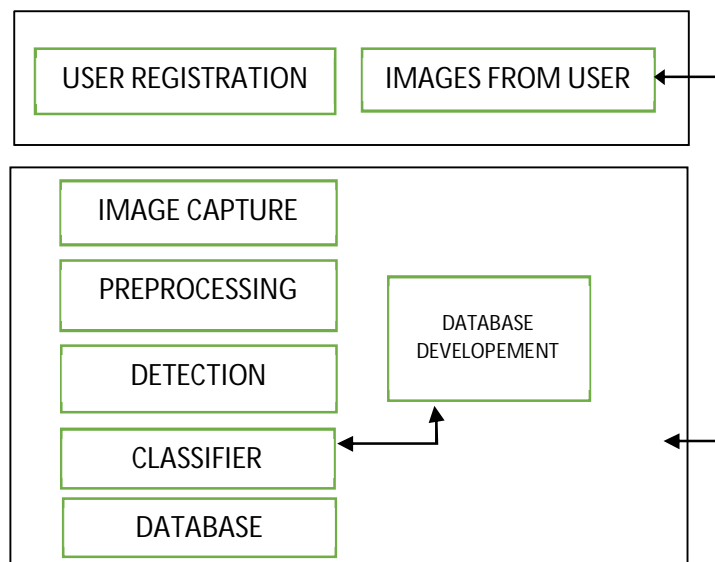 USER REGISTRATION
IMAGES FROM USER
IMAGE CAPTURE
PREPROCESSING
DETECTION
CLASSIFIER
DATABASE
DATABASE
DEVELOPEMENT